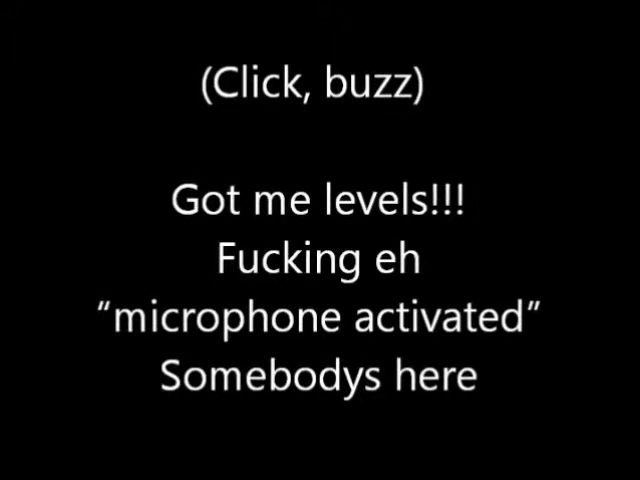 (Click, buzz)
Got me levels!!!
Fucking eh
“microphone activated”
Somebodys here